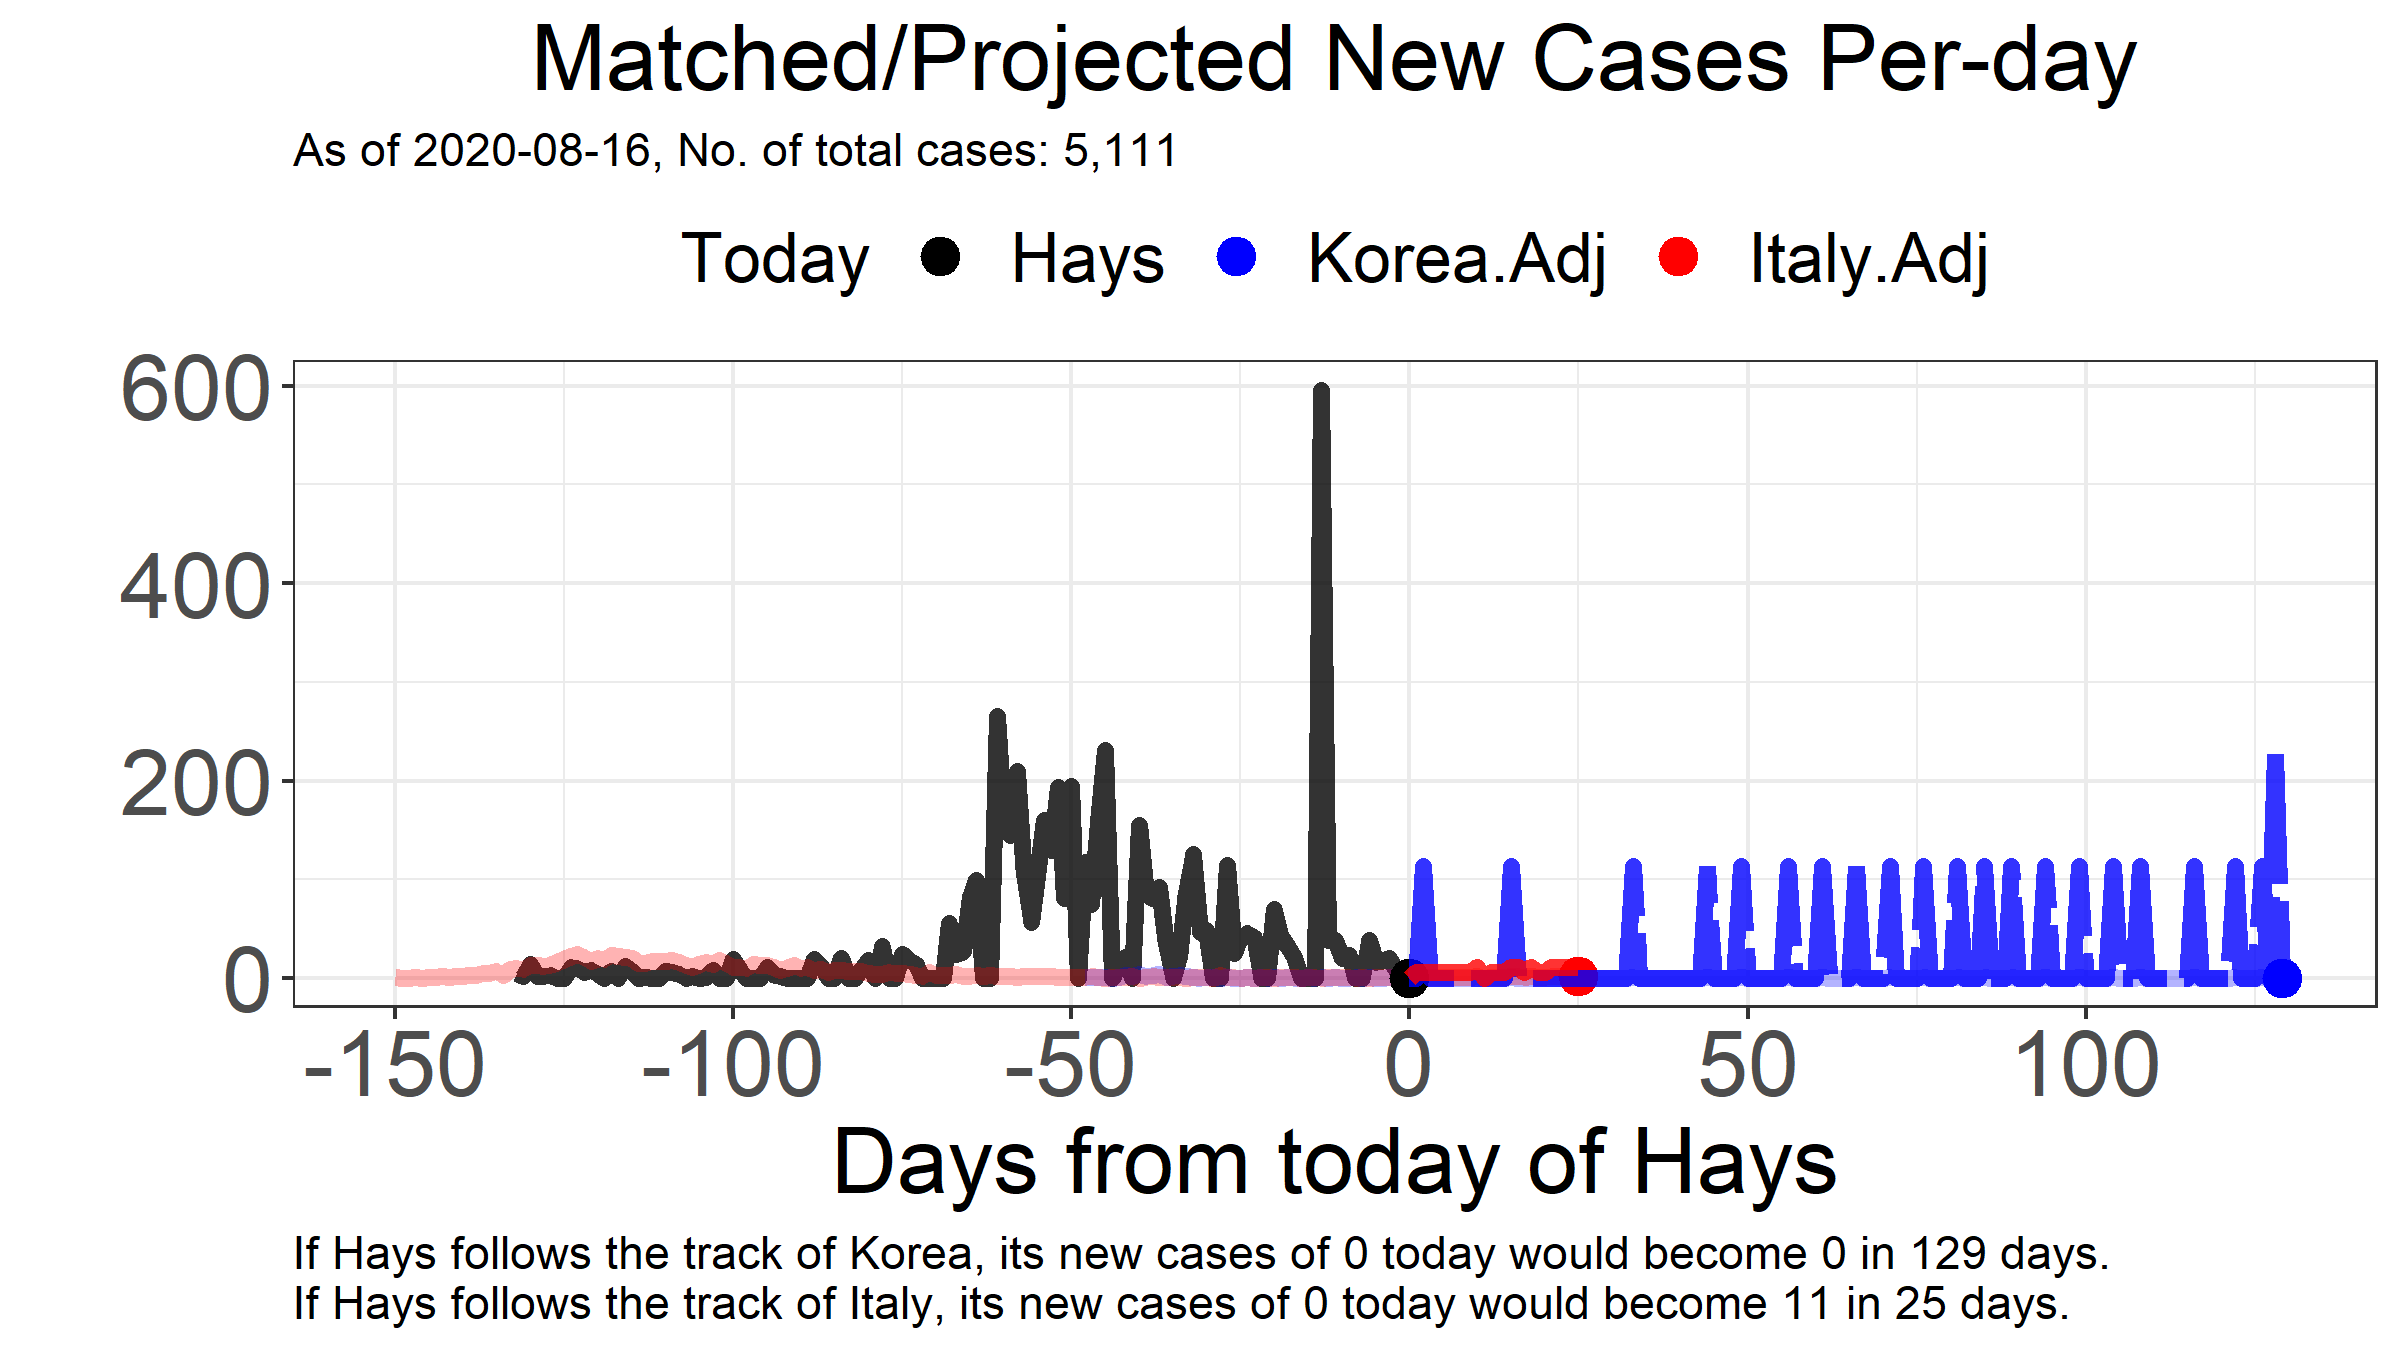 Matched/Projected New Cases Per-day
As of 2020-08-16, No. of total cases: 5,111
Today Hays Korea.Adj Italy.Adj
600
400
200
0
-150 -100 -50 0 50 100
Days from today of Hays
If Hays follows the track of Korea, its new cases of 0 today would become 0 in 129 days.
If Hays follows the track of Italy, its new cases of 0 today would become 11 in 25 days.